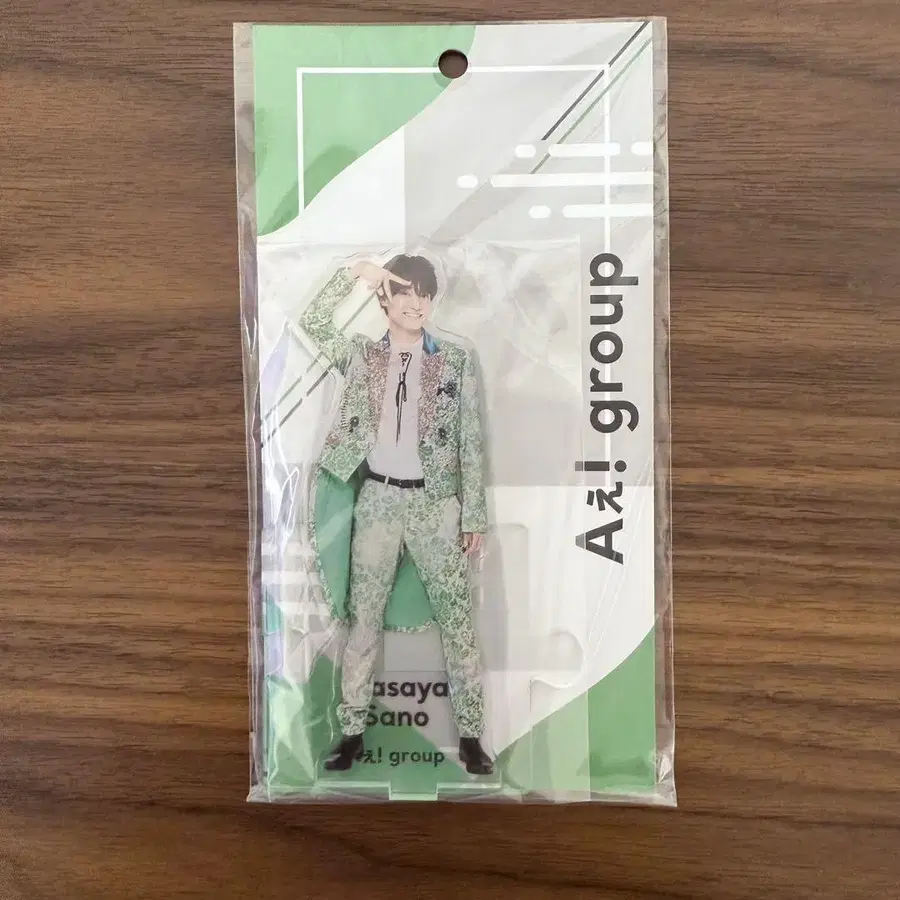 Aぇ! group
asaya
Sano
ぇ! group